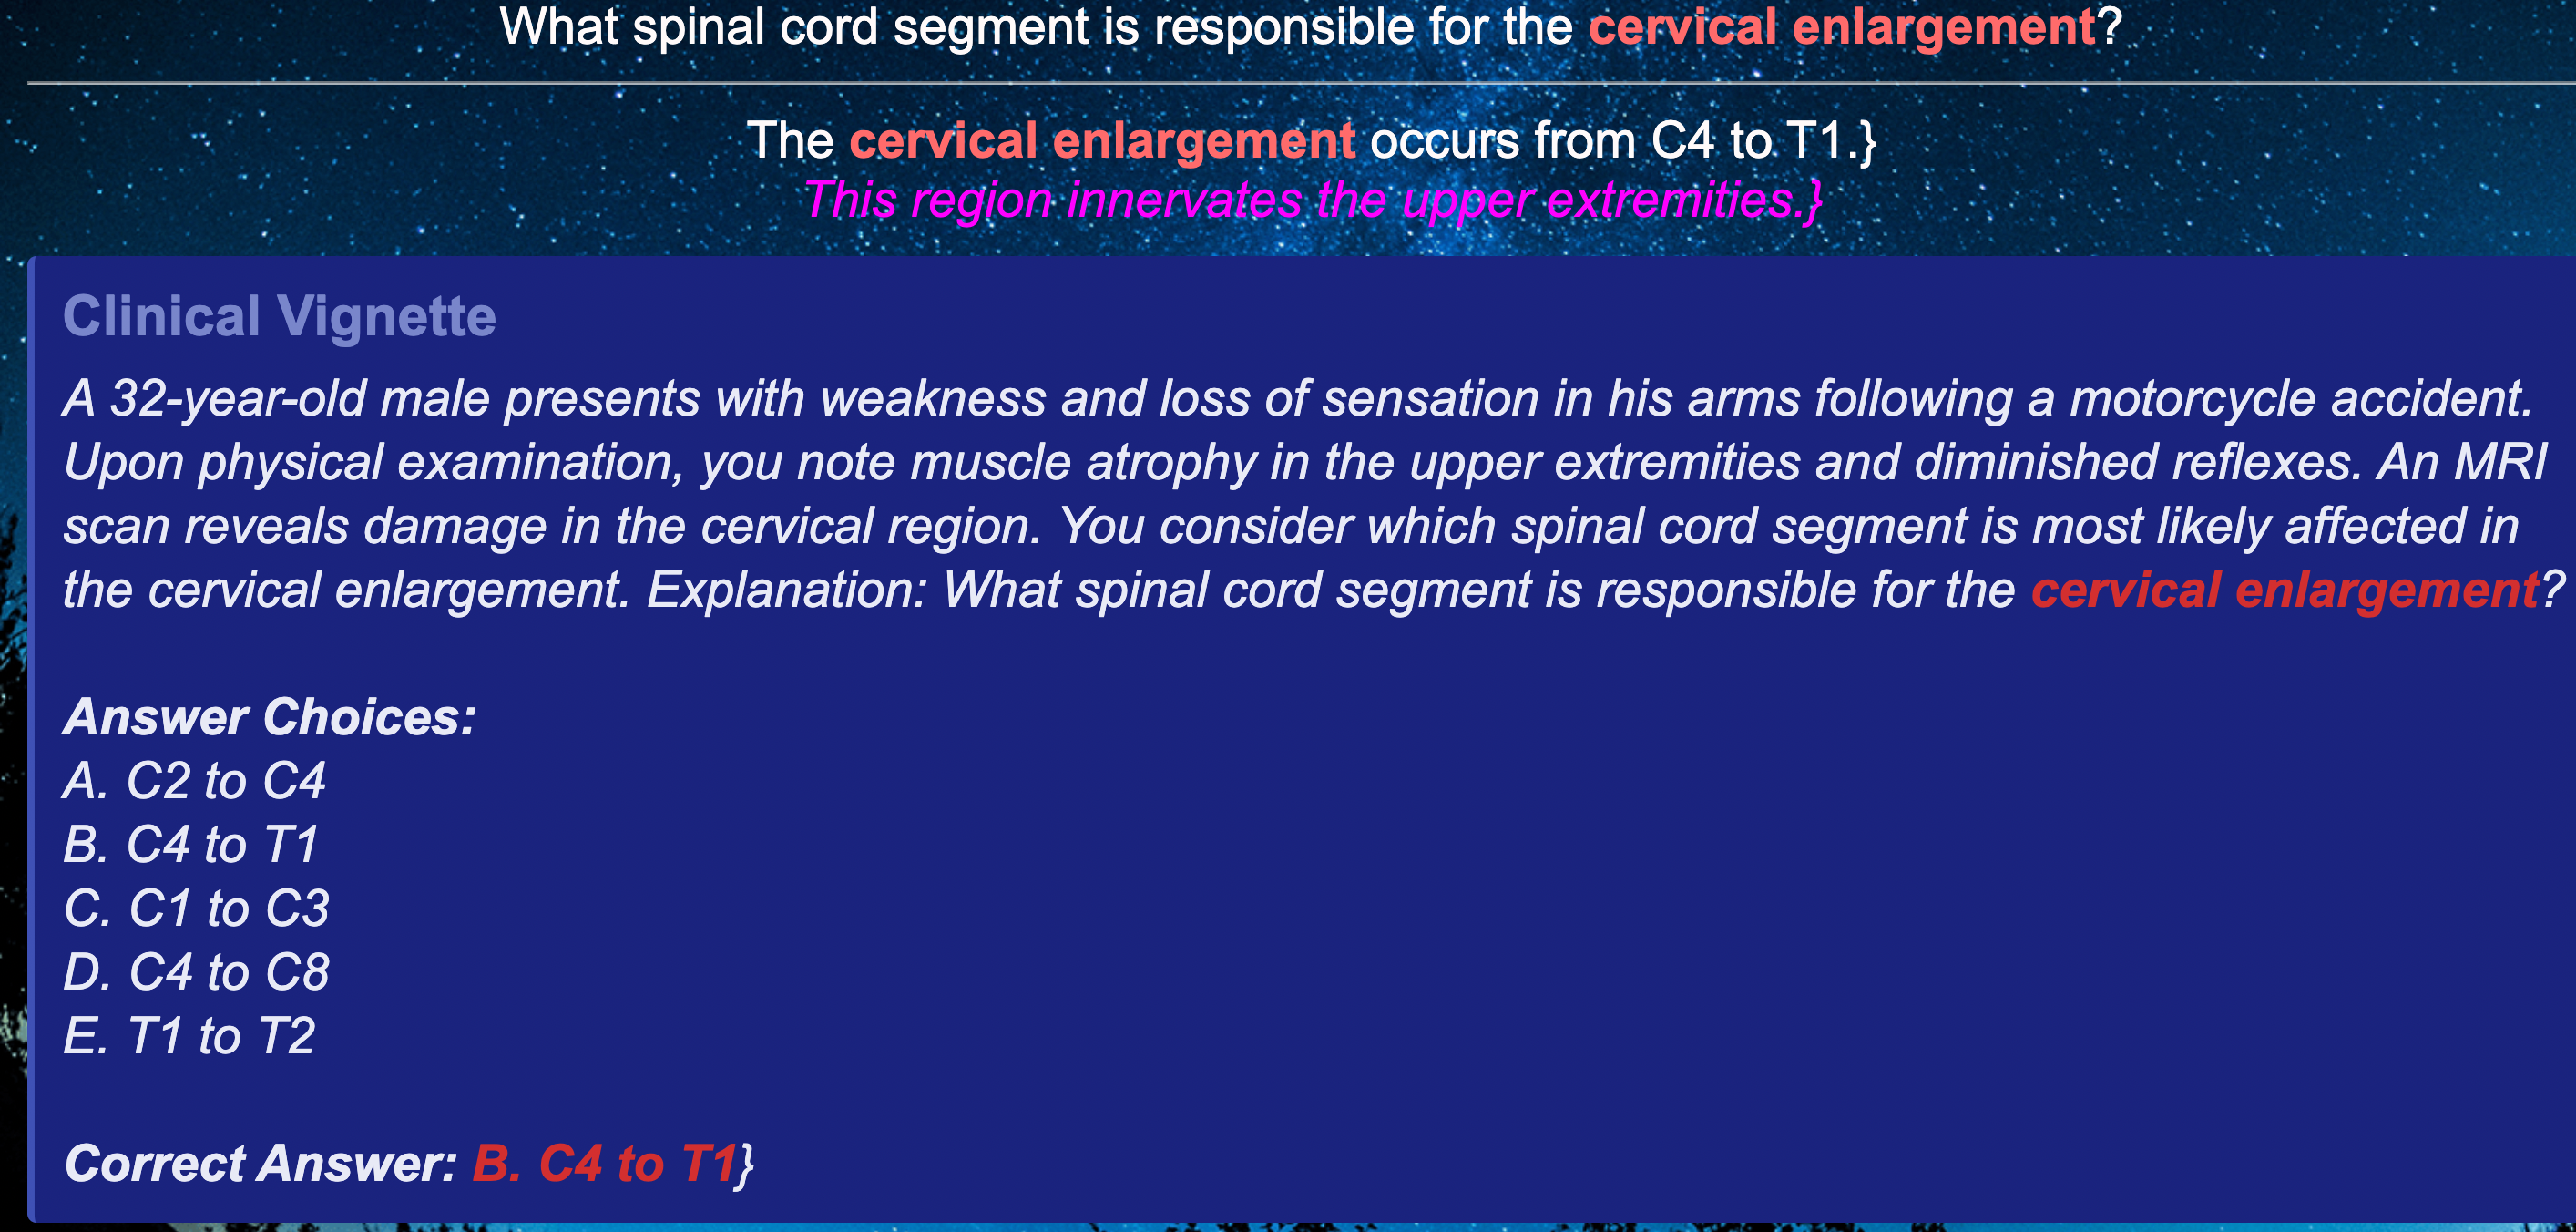 What spinal cord segment is responsible for the cervical enlargement?
The cervical enlargement occurs from C4 to T1.}
This region innervates the upper extremities.}
Clinical Vignette
A 32-year-old male presents with weakness and loss of sensation in his arms following a motorcycle accident.
Upon physical examination, you note muscle atrophy in the upper extremities and diminished reflexes. An MRI
scan reveals damage in the cervical region. You consider which spinal cord segment is most likely affected in
the cervical enlargement. Explanation: What spinal cord segment is responsible for the cervical enlargement?
Answer Choices:
A. C2 to C4
B. C4 to T1
C. C1 to C3
D. C4 to C8
E. T1 to T2
Correct Answer: B. C4 to T1}